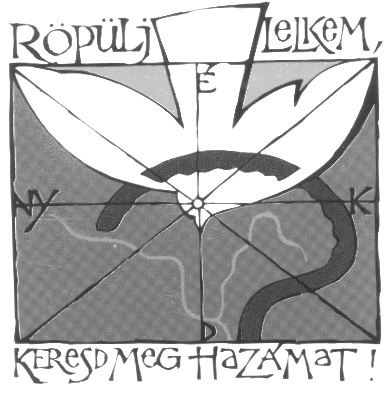 RÖPÜLJ LELKEM,
É
NY K
D
KERESD MEG HAZÁMAT!